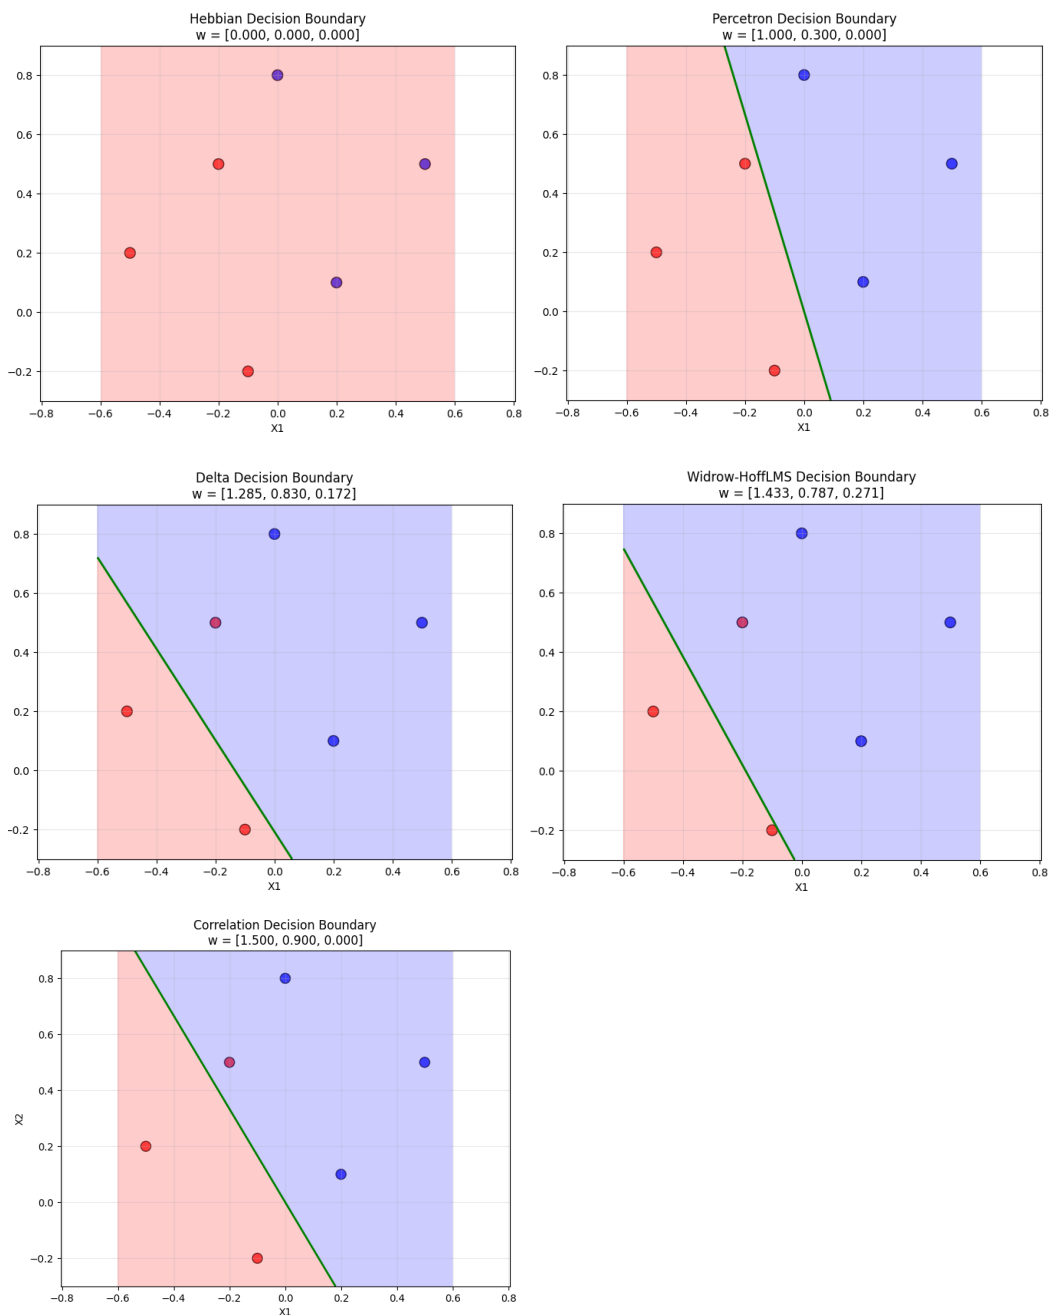 Hebbian Decision Boundary
w = [0.000, 0.000, 0.000]
0.8
0.6
0.4
0.2
0.0
−0.2
−0.8 −0.6 −0.4 −0.2 0.0 0.2 0.4 0.6 0.8
X1
Percetron Decision Boundary
w = [1.000, 0.300, 0.000]
0.8
0.6
0.4
0.2
0.0
−0.2
−0.8 −0.6 −0.4 −0.2 0.0 0.2 0.4 0.6 0.8
X1
Delta Decision Boundary
w = [1.285, 0.830, 0.172]
0.8
0.6
0.4
0.2
0.0
−0.2
−0.8 −0.6 −0.4 −0.2 0.0 0.2 0.4 0.6 0.8
X1
Widrow-HoffLMS Decision Boundary
w = [1.433, 0.787, 0.271]
0.8
0.6
0.4
0.2
0.0
−0.2
−0.8 −0.6 −0.4 −0.2 0.0 0.2 0.4 0.6 0.8
X1
Correlation Decision Boundary
w = [1.500, 0.900, 0.000]
X2
0.8
0.6
0.4
0.2
0.0
−0.2
−0.8 −0.6 −0.4 −0.2 0.0 0.2 0.4 0.6 0.8
X1